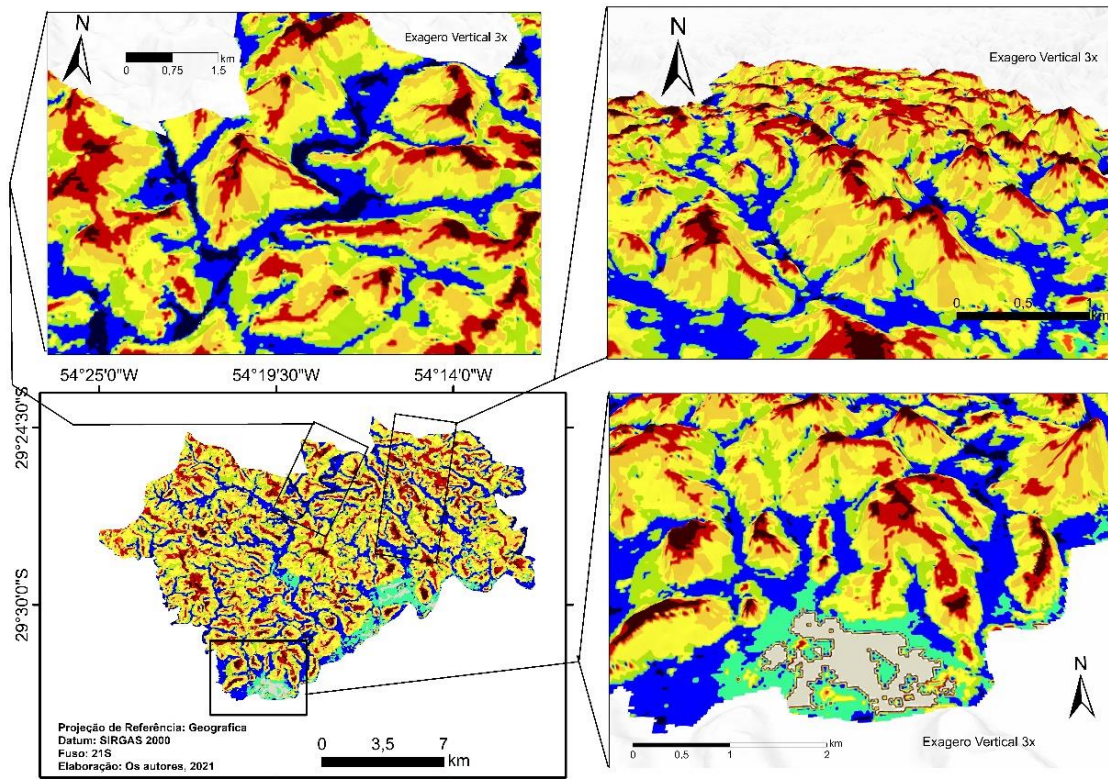 N
Exagero Vertical 3x
0 0.75 1.5
km
N
Exagero Vertical 3x
0 0,5 1
km
54°25'0"W 54°19'30"W 54°14'0"W
29°24'30"S
29°30'0"S
Projeção de Referência: Geografica
Datum: SIRGAS 2000
Fuso: 21S
Elaboração: Os autores, 2021
0 3,5 7
km
N
0 0,5 1 2
km
Exagero Vertical 3x